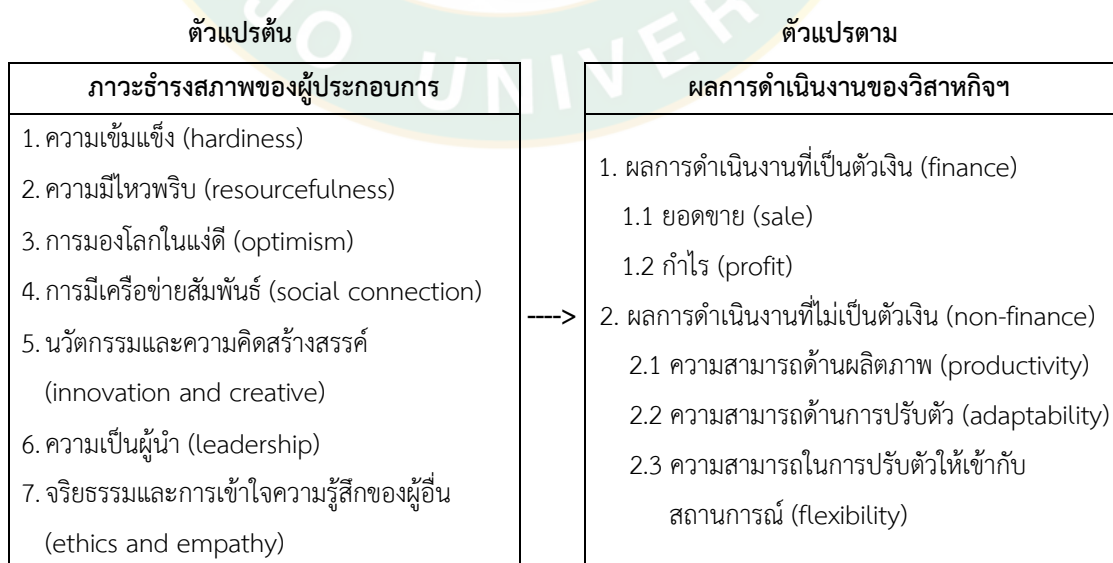 ตัวแปรต้น
ตัวแปรตาม
ภาวะธำรงสภาพของผู้ประกอบการ
1. ความเข้มแข็ง (hardiness)
2. ความมีไหวพริบ (resourcefulness)
3. การมองโลกในแง่ดี (optimism)
4. การมีเครือข่ายสัมพันธ์ (social connection)
5. นวัตกรรมและความคิดสร้างสรรค์
(innovation and creative)
6. ความเป็นผู้นำ (leadership)
7. จริยธรรมและการเข้าใจความรู้สึกของผู้อื่น
(ethics and empathy)
---->
ผลการดำเนินงานของวิสาหกิจฯ
1. ผลการดำเนินงานที่เป็นตัวเงิน (finance)
1.1 ยอดขาย (sale)
1.2 กำไร (profit)
2. ผลการดำเนินงานที่ไม่เป็นตัวเงิน (non-finance)
2.1 ความสามารถด้านผลิตภาพ (productivity)
2.2 ความสามารถด้านการปรับตัว (adaptability)
2.3 ความสามารถในการปรับตัวให้เข้ากับ
สถานการณ์ (flexibility)